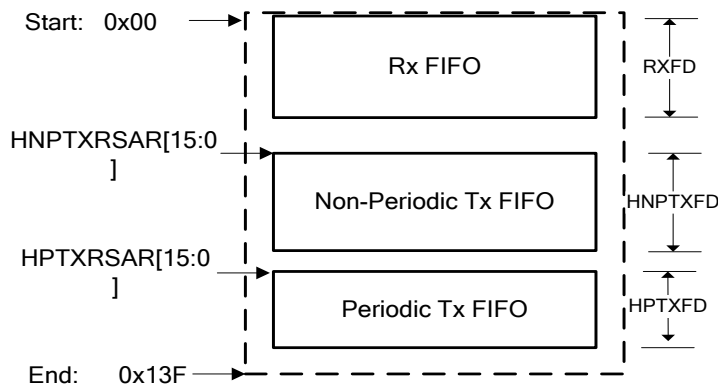 Start: 0x00
Rx FIFO
RXFD
HNPTXRSAR[15:0
]
Non-Periodic Tx FIFO
HNPTXFD
HPTXRSAR[15:0
]
Periodic Tx FIFO
HPTXFD
End: 0x13F